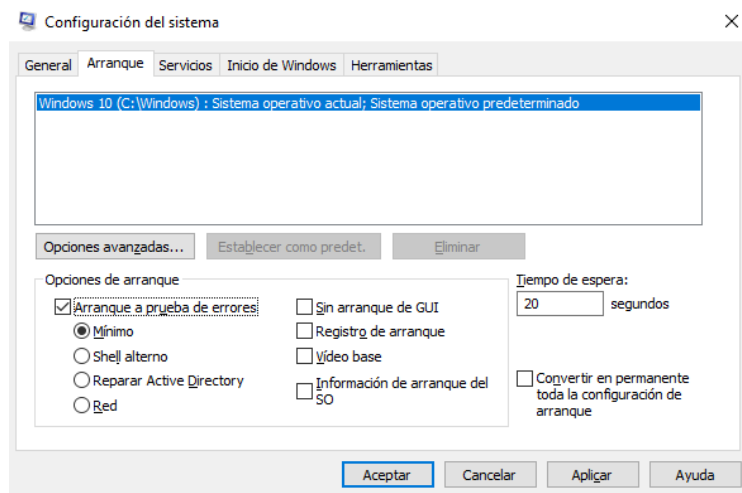 Configuración del sistema
General Arranque Servicios Inicio de Windows Herramientas
Windows 10 (C:\Windows) : Sistema operativo actual; Sistema operativo predeterminado
Opciones avanzadas... Establecer como predet. Eliminar
Opciones de arranque
Arranque a prueba de errores
Mínimo
Shell alterno
Reparar Active Directory
Red
Sin arranque de GUI
Registro de arranque
Vídeo base
Información de arranque del
SO
Tiempo de espera:
20 segundos
Convertir en permanente
toda la configuración de
arranque
Aceptar Cancelar Aplicar Ayuda